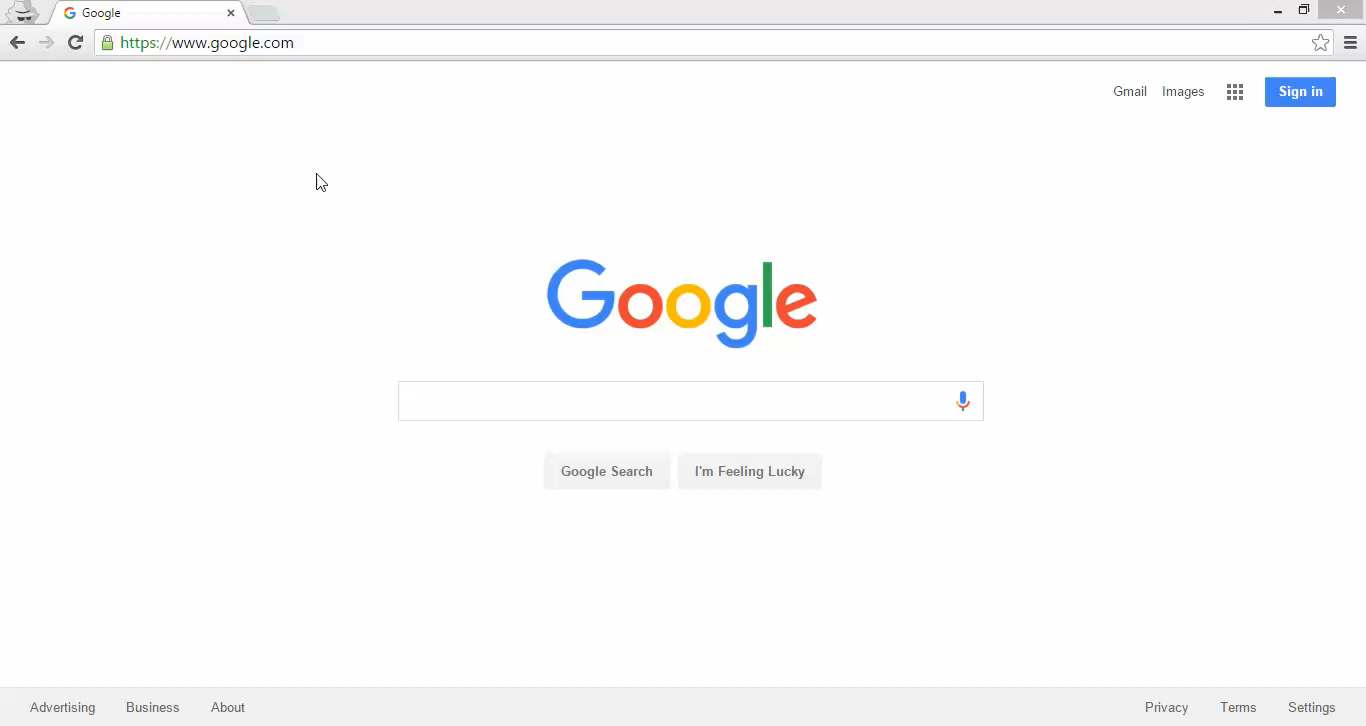 Google
https://www.google.com
Gmail Images Sign in
Google
Google Search I'm Feeling Lucky
Advertising Business About Privacy Terms Settings